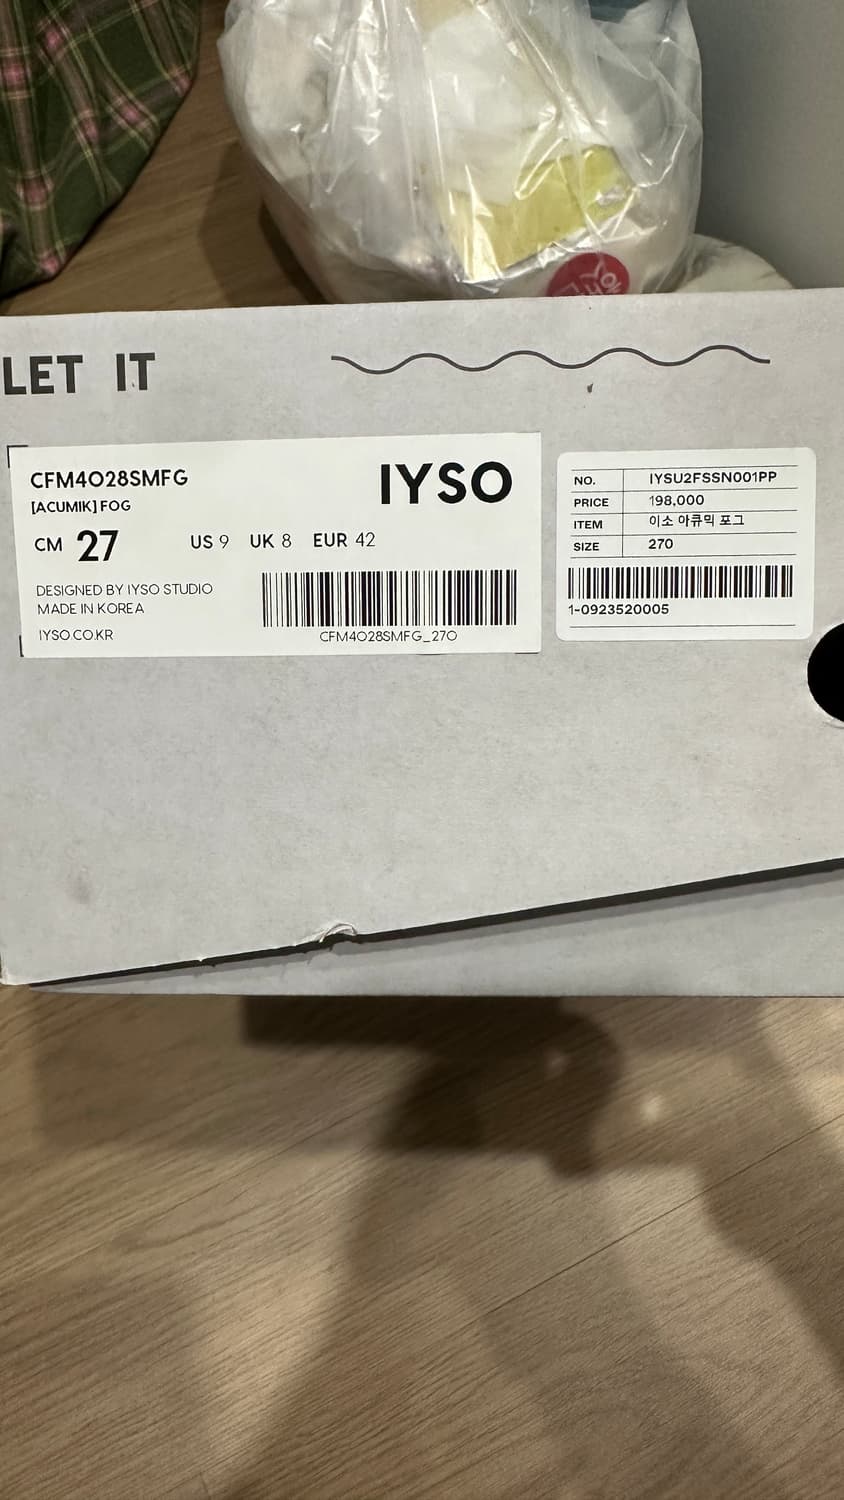 LET IT
CFM4O28SMFG
IYSO
[ACUMIK] FOG
CM 27 US 9 UK 8 EUR 42
DESIGNED BY IYSO STUDIO
MADE IN KOREA
IYSO.CO.KR
CFM4O28SMFG_27O
NO. IYSU2FSSN001PP
PRICE 198,000
ITEM 이소 아큐믹 포그
SIZE 270
1-0923520005